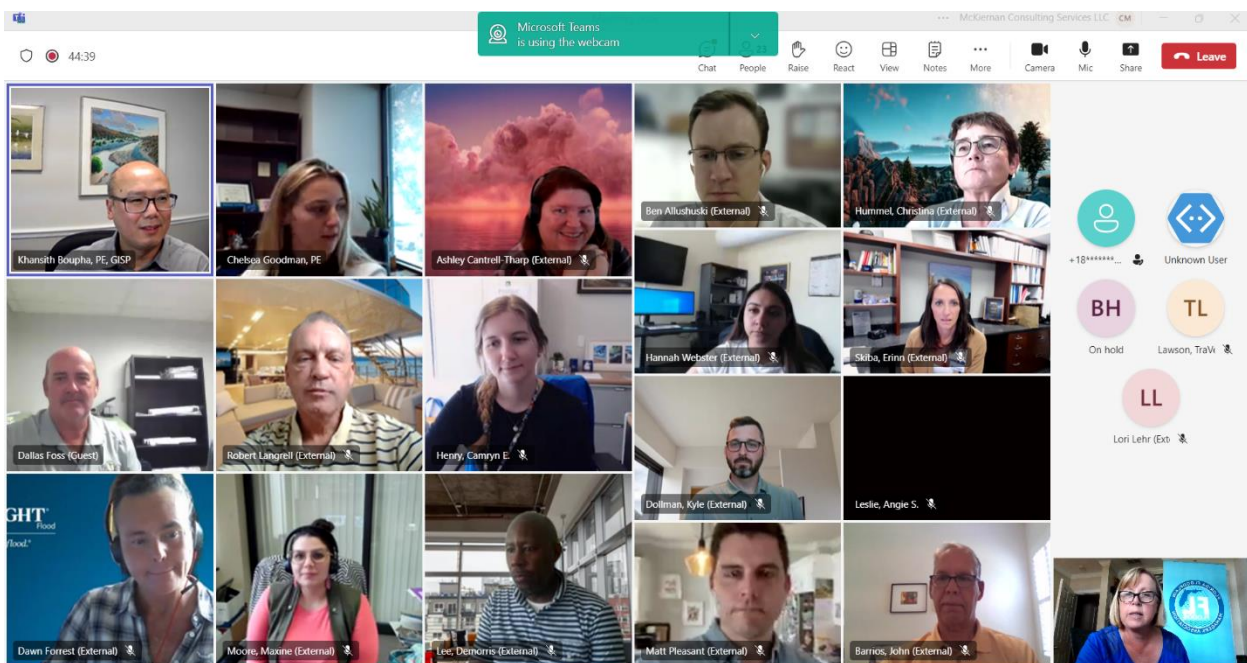 Microsoft Teams
is using the webcam
McKiernan Consulting Services LLC CM
44:39
23
Chat People Raise React View Notes More Camera Mic Share Leave
Khansith Boupha, PE, GISP
Chelsea Goodman, PE
Ashley Cantrell-Tharp (External)
Ben Allushuski (External)
Hummel, Christina (External)
+18*******...
Unknown User
Hannah Webster (External)
Skiba, Erinn (External)
BH
On hold
TL
Lawson, TraVi
Dallas Foss (Guest)
Robert Langrell (External)
Henry, Camryn E.
Dollman, Kyle (External)
Leslie, Angie S.
LL
Lori Lehr (Ext
GHT
Flood
flood."
Dawn Forrest (External)
Moore, Maxine (External)
Lee, Demorris (External)
Matt Pleasant (External)
Barrios, John (External)
FL